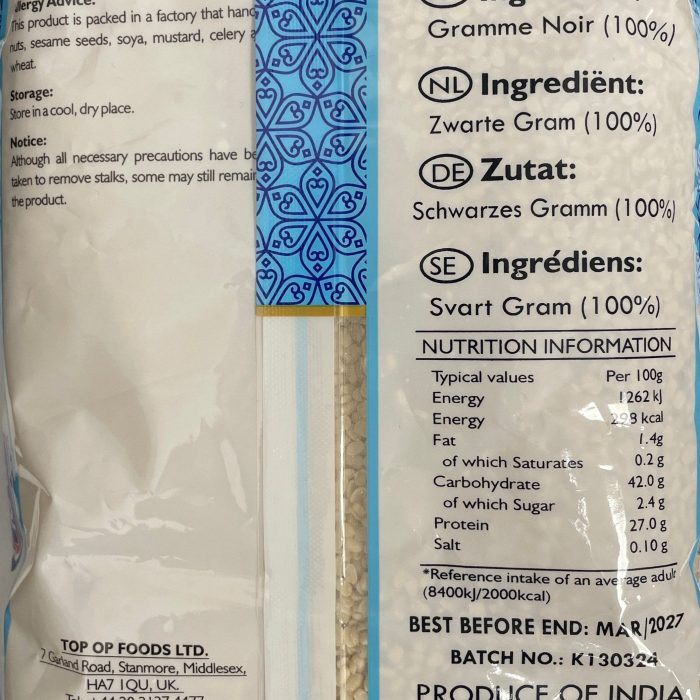 Allergy Advice:
This product is packed in a factory that
nuts, sesame seeds, soya, mustard, celery
wheat.
Storage:
Store in a cool, dry place.
Notice:
Although all necessary precautions have be
taken to remove stalks, some may still remain
the product.
TOP OP FOODS LTD.
7 Garland Road, Stanmore, Middlesex,
HA7 1QU, UK.
Gramme Noir (100%)
NL Ingrediënt:
Zwarte Gram (100%)
DE Zutat:
Schwarzes Gramm (100%)
SE Ingrédiens:
Svart Gram (100%)
NUTRITION INFORMATION
Typical values Per 100g
Energy 1262 kJ
Energy 298 kcal
Fat 1.4g
of which Saturates 0.2 g
Carbohydrate 42.0 g
of which Sugar 2.4 g
Protein 27.0 g
Salt 0.10 g
*Reference intake of an average adult
(8400kJ/2000kcal)
BEST BEFORE END: MAR/2027
BATCH NO.: K130324
PRODUCE OF INDIA